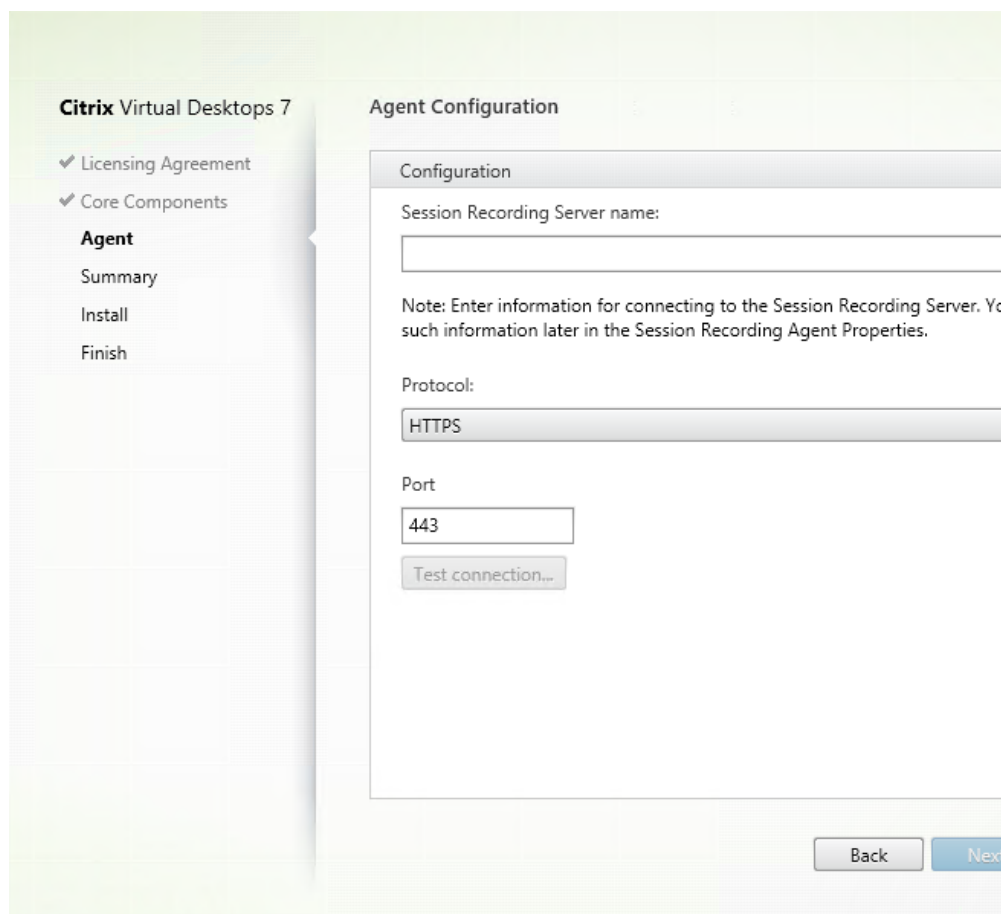 Citrix Virtual Desktops 7
Licensing Agreement
Core Components
Agent
Summary
Install
Finish
Agent Configuration
Configuration
Session Recording Server name:
Note: Enter information for connecting to the Session Recording Server.
such information later in the Session Recording Agent Properties.
Protocol:
HTTPS
Port
443
Test connection...
Back